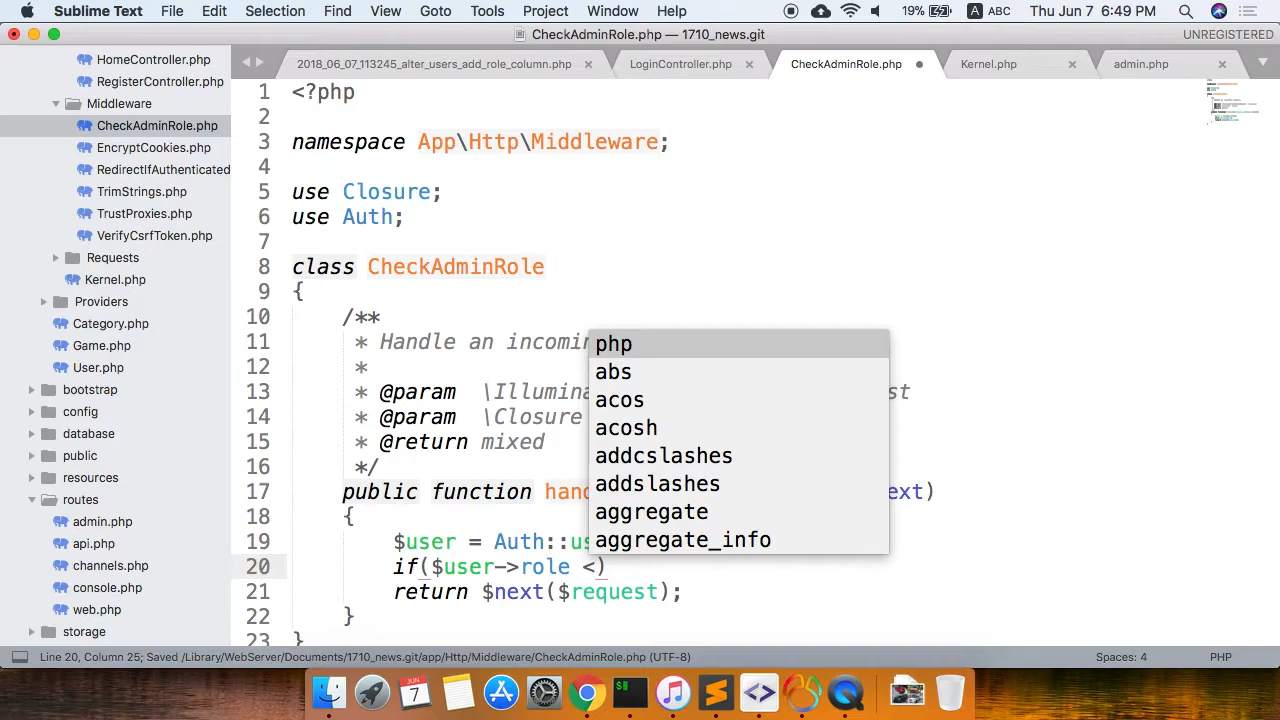 Sublime Text File Edit Selection Find View Goto Tools Project Window Help 19% A ABC Thu Jun 7 6:49 PM
CheckAdminRole.php — 1710_news.git UNREGISTERED
2018_06_07_113245_alter_users_add_role_column.php LoginController.php CheckAdminRole.php Kernel.php admin.php
HomeController.php
RegisterController.php
Middleware
CheckAdminRole.php
EncryptCookies.php
RedirectIfAuthenticated
TrimStrings.php
TrustProxies.php
VerifyCsrfToken.php
Requests
Kernel.php
Providers
Category.php
Game.php
User.php
bootstrap
config
database
public
resources
routes
admin.php
api.php
channels.php
console.php
web.php
storage
1 <?php
2
3 namespace App\Http\Middleware;
4
5 use Closure;
6 use Auth;
7
8 class CheckAdminRole
9 {
10 /**
11 * Handle an incomin
12 *
13 * @param \Illumina st
14 * @param \Closure
15 * @return mixed
16 */
17 public function hand ext)
18 {
19 $user = Auth::us
20 if($user->role <)
21 return $next($request);
22 }
23 }
php
abs
acos
acosh
addcslashes
addslashes
aggregate
aggregate_info
Line 20, Column 25; Saved /Library/WebServer/Documents/1710_news.git/app/Http/Middleware/CheckAdminRole.php (UTF-8) Spaces: 4 PHP
JUN
7